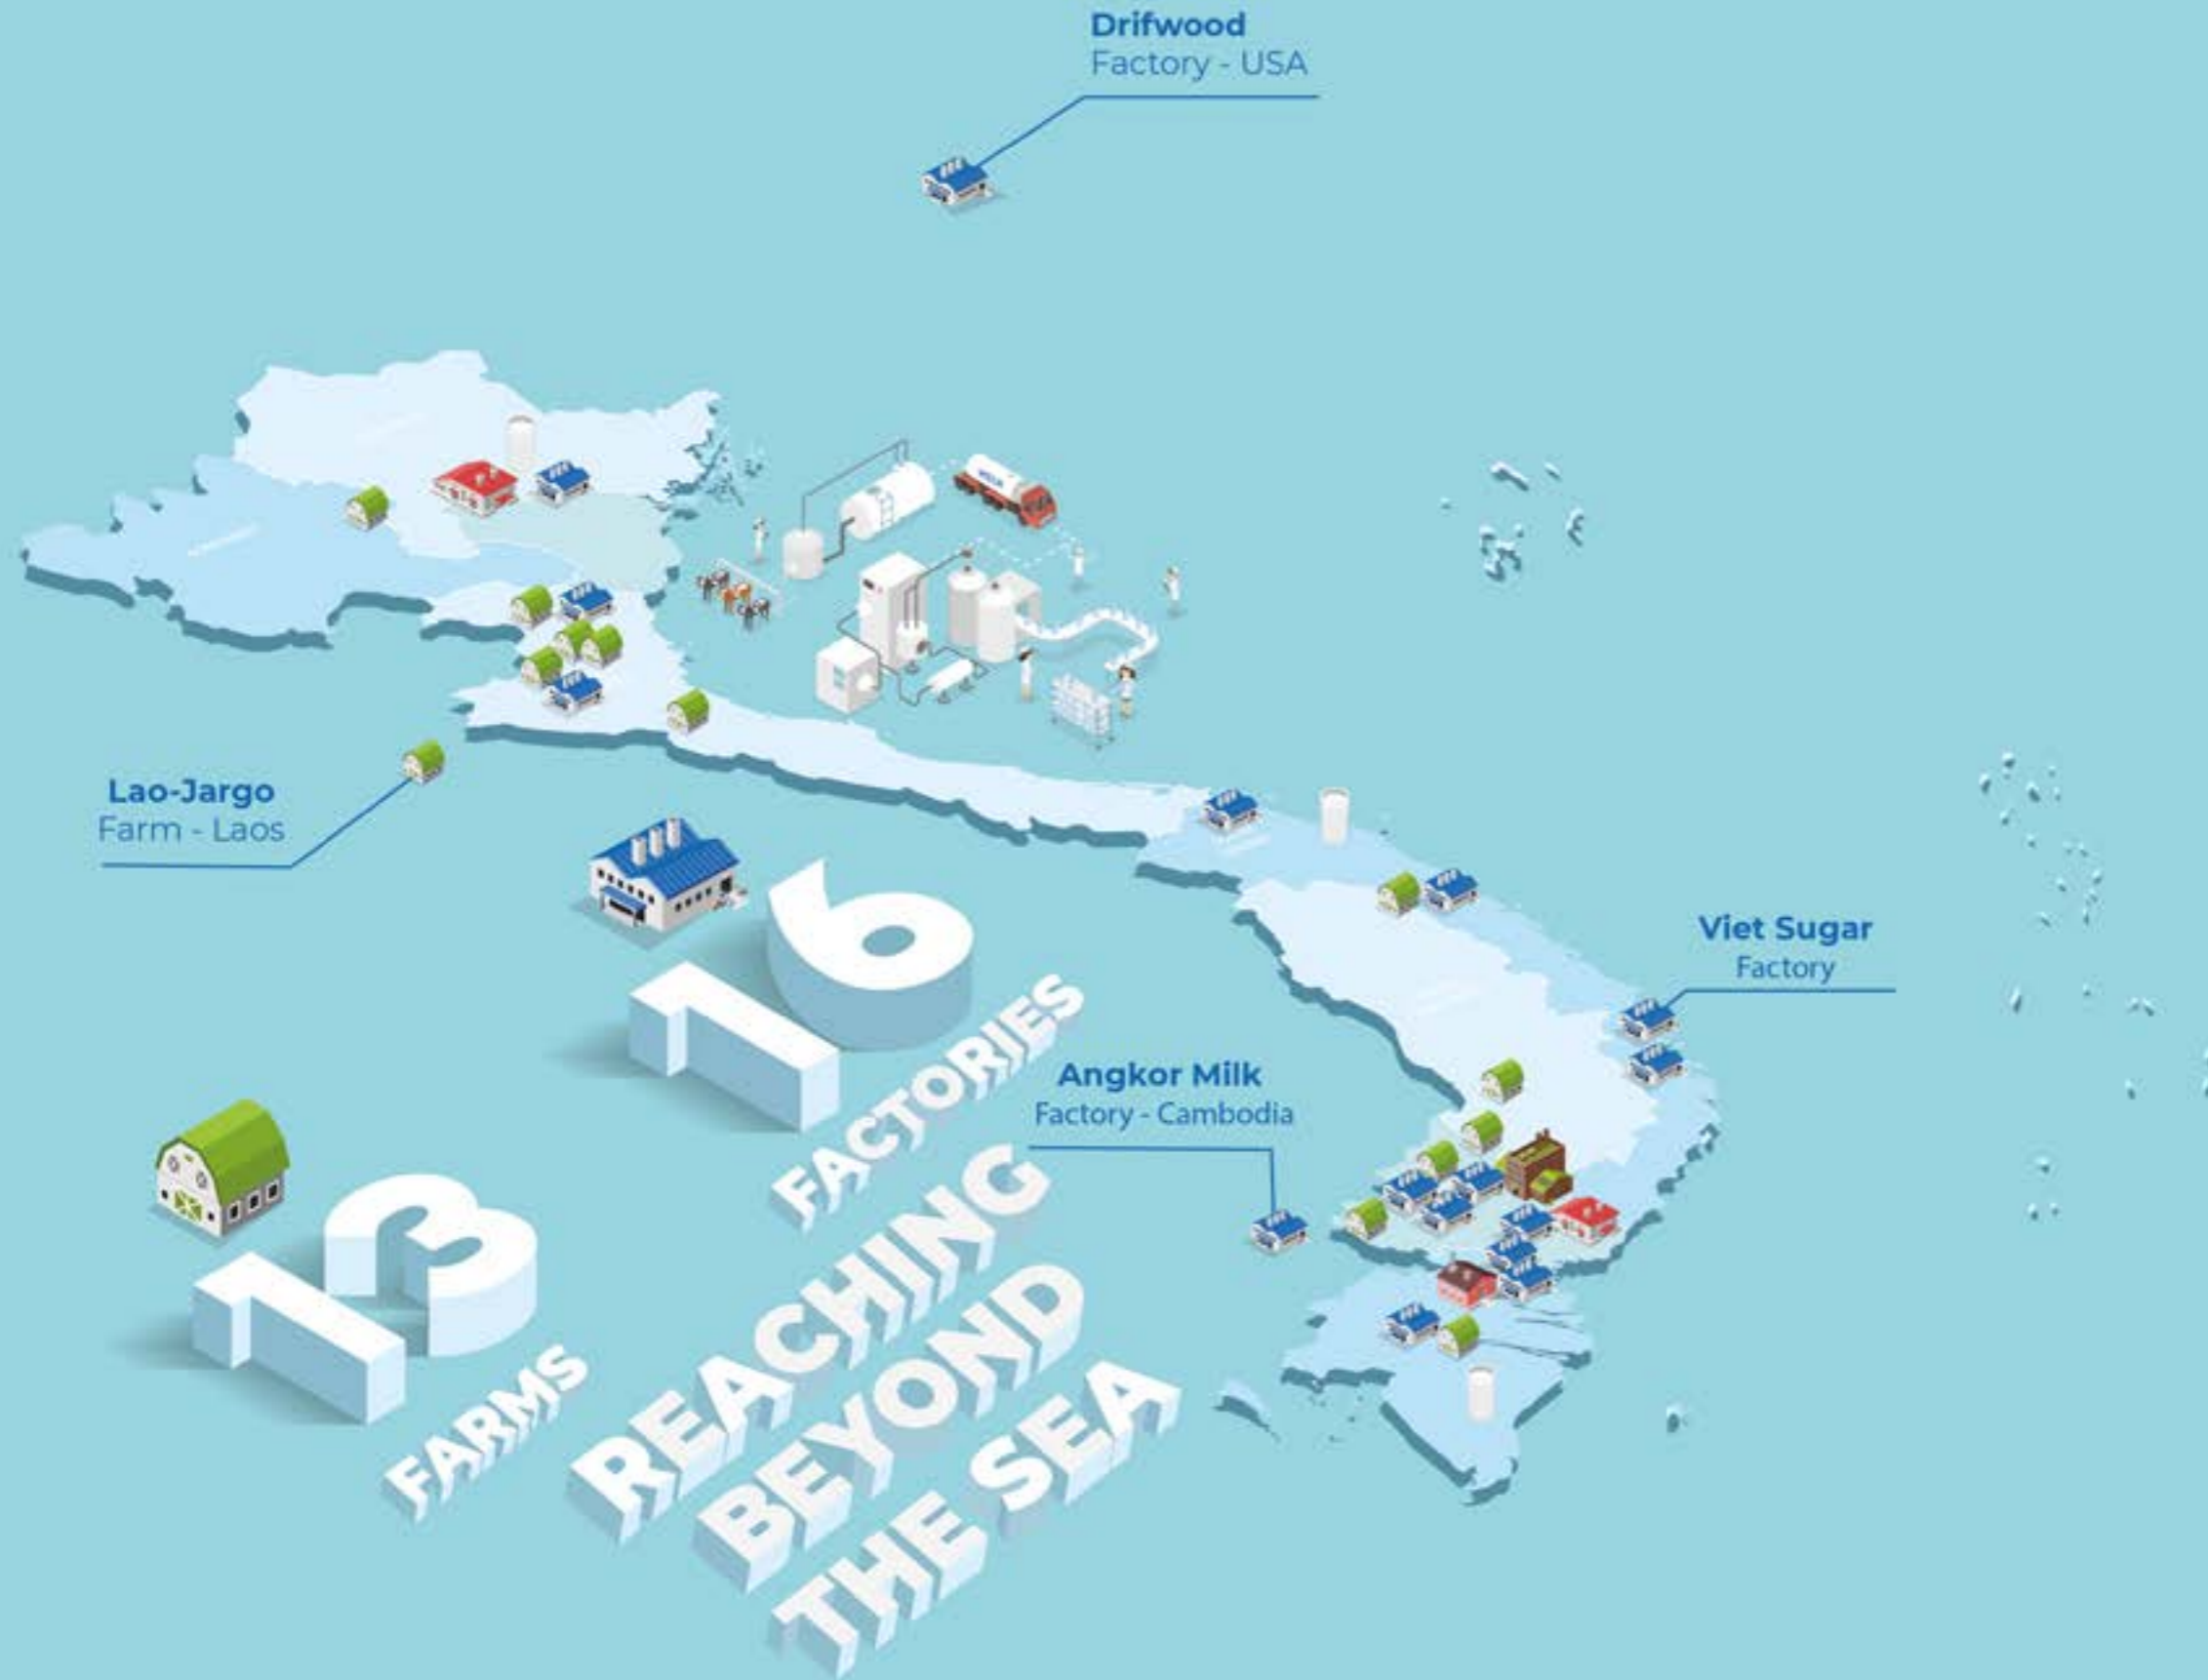 Drifwood
Factory - USA
Lao-Jargo
Farm - Laos
16
FACTORIES
Viet Sugar
Factory
Angkor Milk
Factory - Cambodia
13
FARMS
REACHING
BEYOND
THE SEA